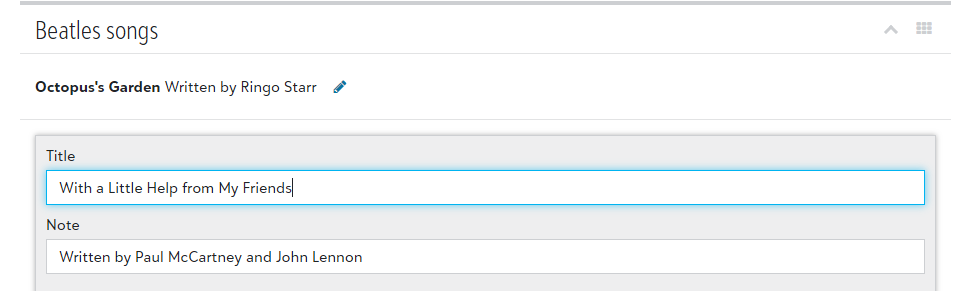 Beatles songs
Octopus's Garden Written by Ringo Starr
Title
With a Little Help from My Friends
Note
Written by Paul McCartney and John Lennon